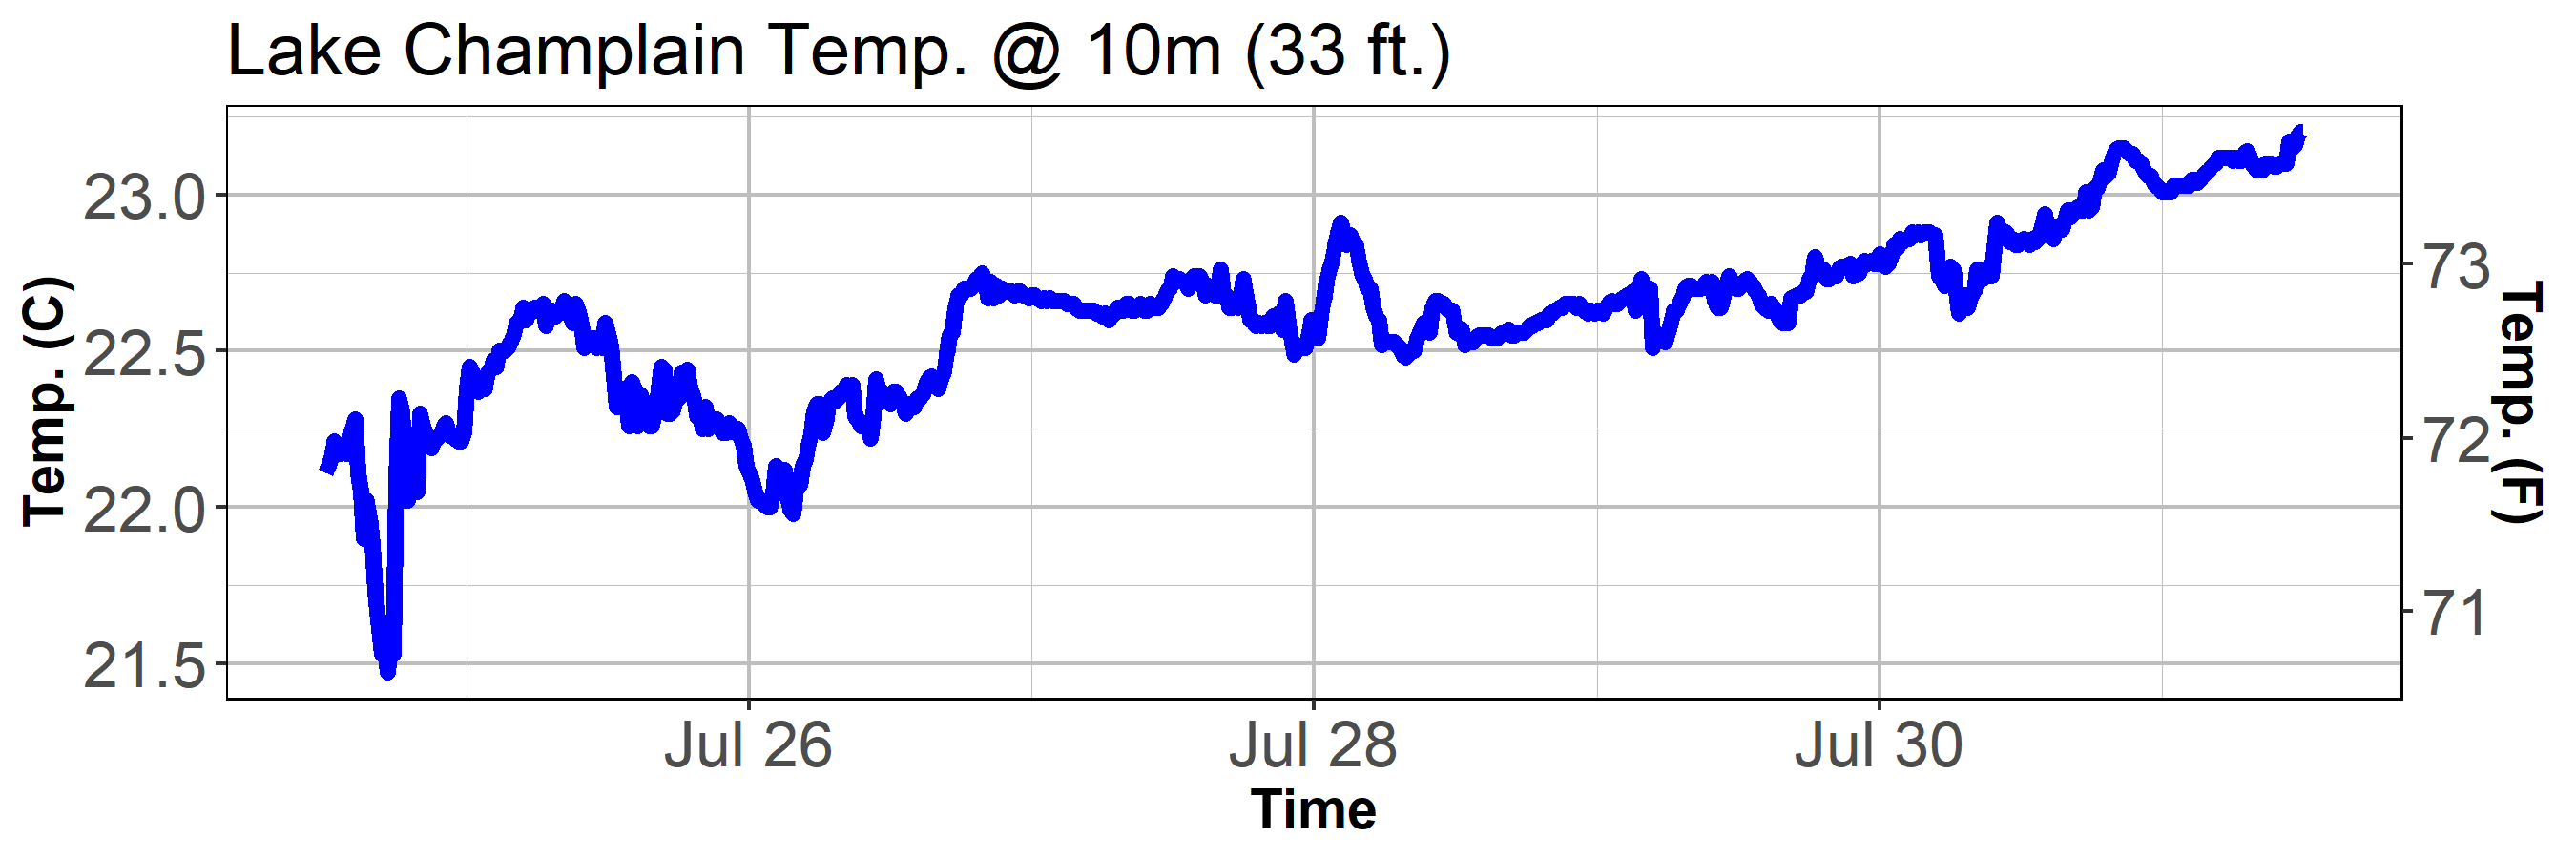 Lake Champlain Temp. @ 10m (33 ft.)
Temp. (C)
23.0
22.5
22.0
21.5
73
72
71
Temp. (F)
Jul 26
Jul 28
Jul 30
Time